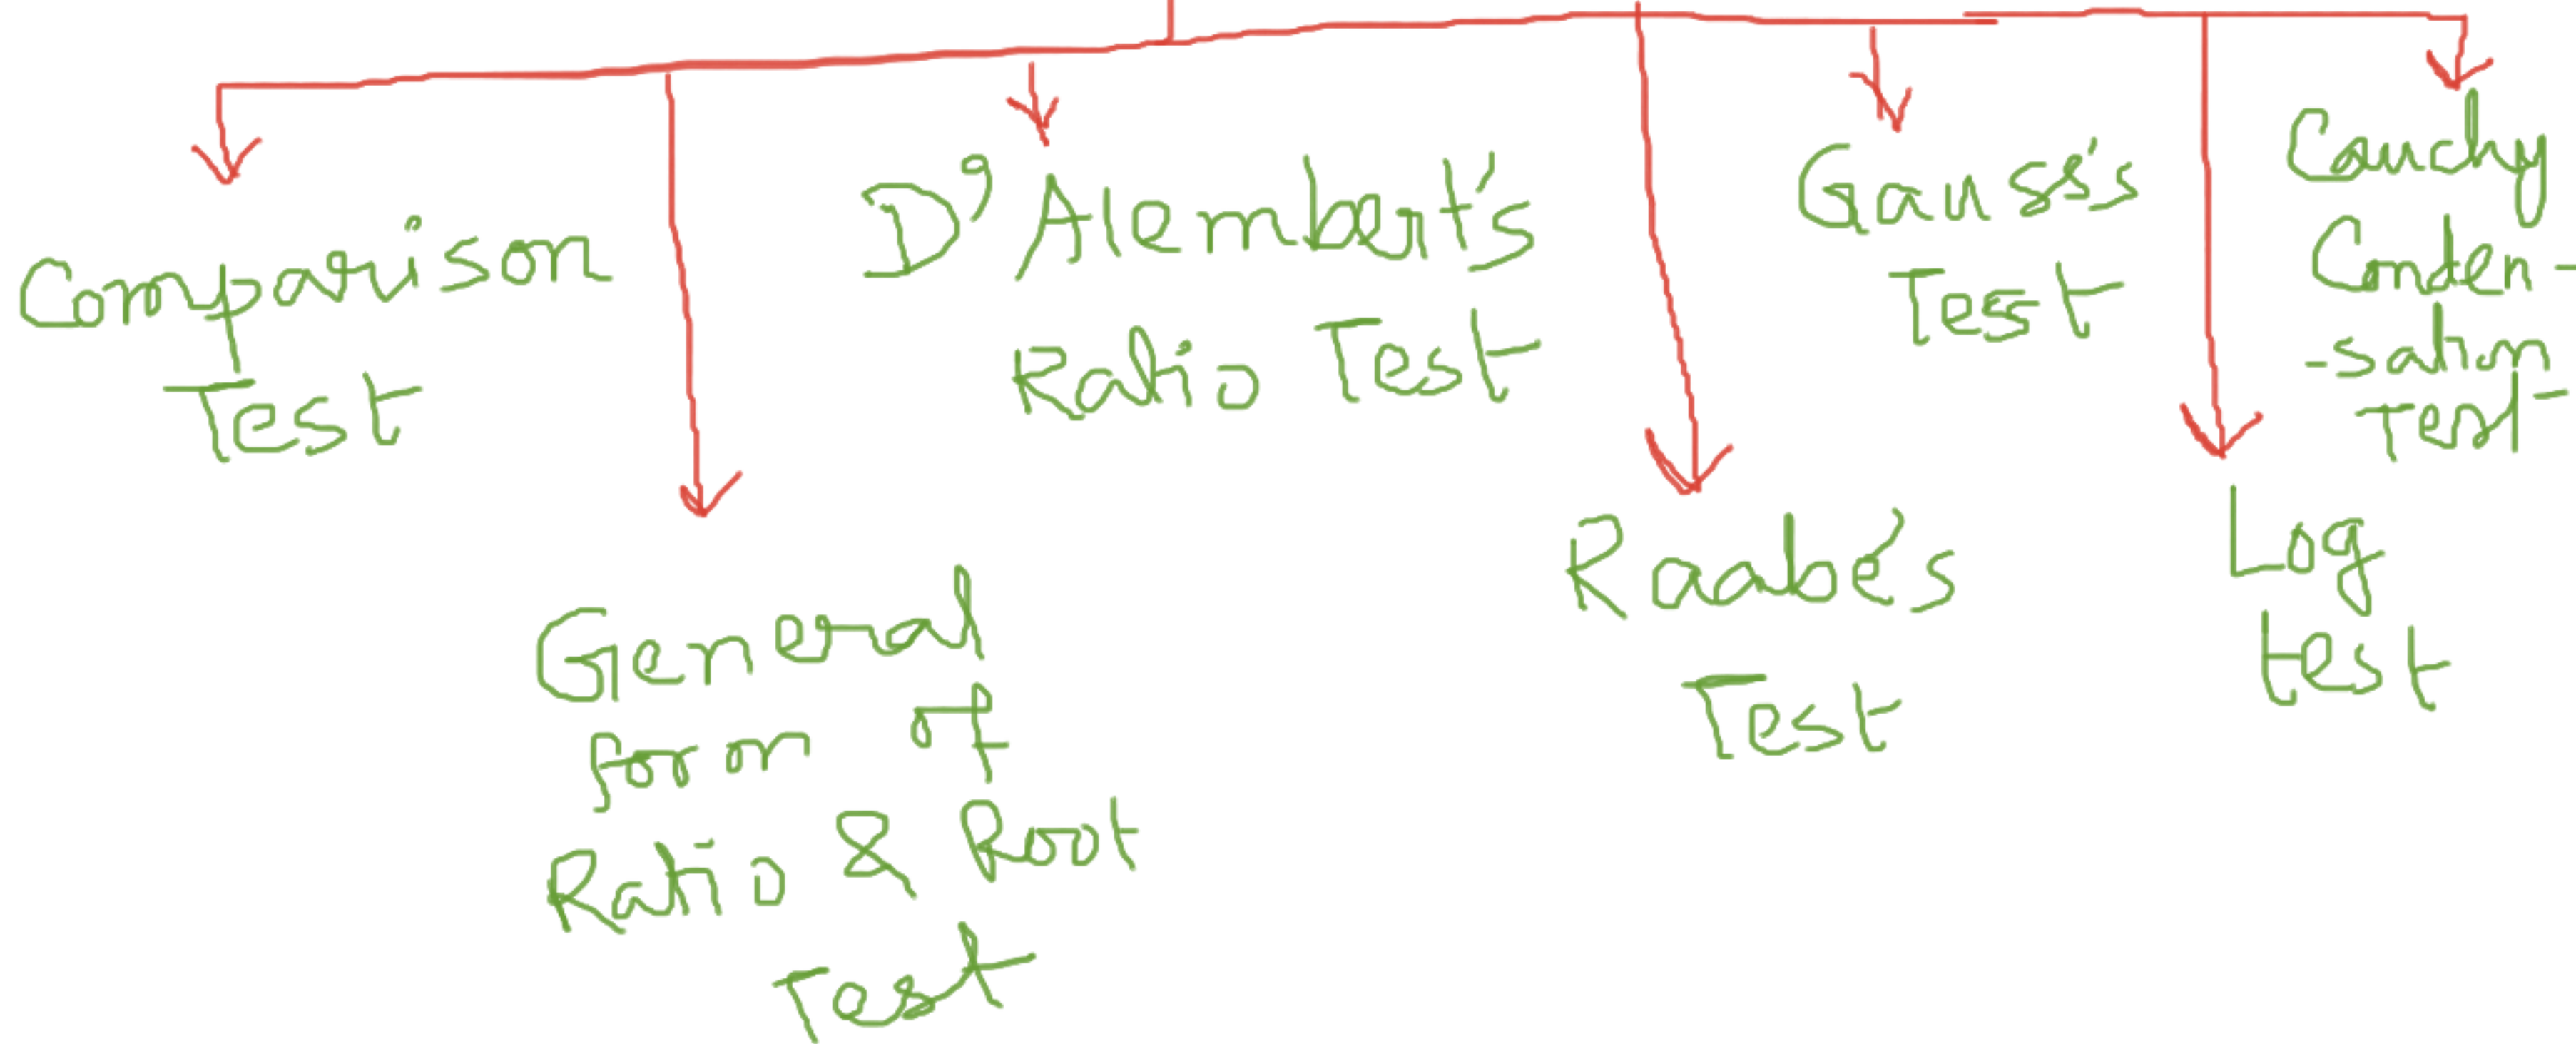 Comparison
Test
General
form of
Ratio & Root
Test
D'Alembert's
Ratio Test
Raabe's
Test
Gauss's
Test
Log
test
Cauchy
Conden-
-sation
Test